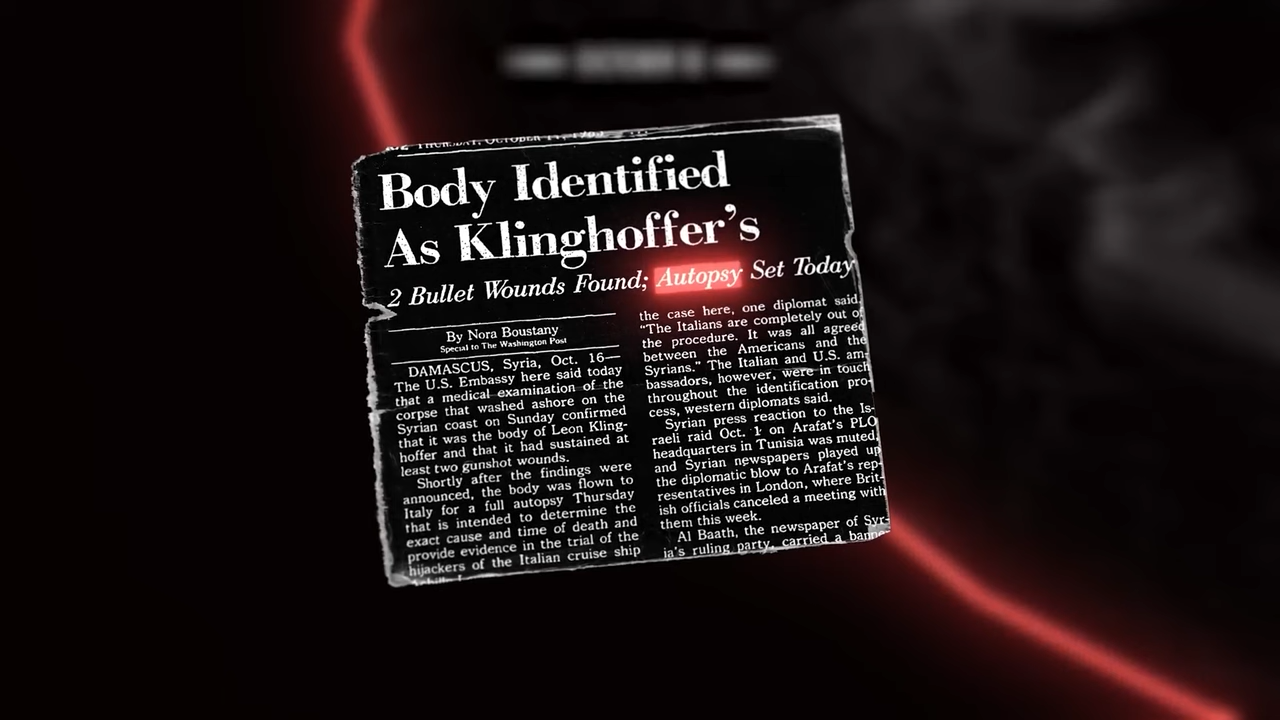 THURSDAY, OCTOBER 17, 1985
Body Identified
As Klinghoffer's
2 Bullet Wounds Found; Autopsy Set Today
By Nora Boustany
Special to The Washington Post
DAMASCUS, Syria, Oct. 16—
The U.S. Embassy here said today
that a medical examination of the
corpse that washed ashore on the
Syrian coast on Sunday confirmed
that it was the body of Leon Kling-
hoffer and that it had sustained at
least two gunshot wounds.
Shortly after the findings were
announced, the body was flown to
Italy for a full autopsy Thursday
that is intended to determine the
exact cause and time of death and
provide evidence in the trial of the
hijackers of the Italian cruise ship
the case here, one diplomat said.
"The Italians are completely out of
the procedure. It was all agreed
between the Americans and the
Syrians." The Italian and U.S. am-
bassadors, however, were in touch
throughout the identification pro-
cess, western diplomats said.
Syrian press reaction to the Is-
raeli raid Oct. 1 on Arafat's PLO
headquarters in Tunisia was muted,
and Syrian newspapers played up
the diplomatic blow to Arafat's rep-
resentatives in London, where Brit-
ish officials canceled a meeting with
them this week.
Al Baath, the newspaper of Syr-
ia's ruling party, carried a banner